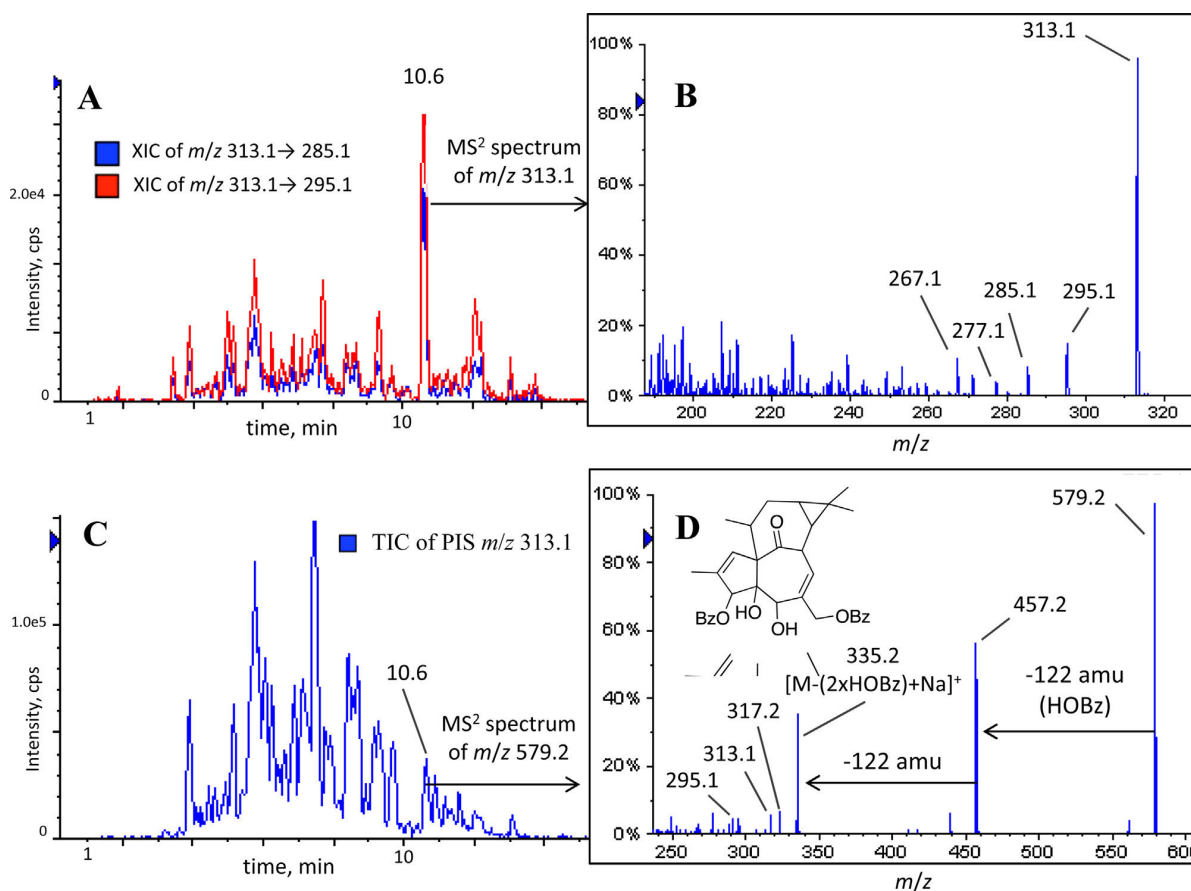 A
10.6
XIC of m/z 313.1→ 285.1
XIC of m/z 313.1→ 295.1
MS² spectrum
of m/z 313.1
2.0e4
0
Intensity, cps
1
10
time, min
B
100%
80%
60%
40%
20%
0%
313.1
267.1
277.1
285.1
295.1
200
220
240
260
280
300
320
m/z
C
TIC of PIS m/z 313.1
1.0e5
0
Intensity, cps
10.6
MS² spectrum
of m/z 579.2
1
10
time, min
D
100%
80%
60%
40%
20%
0%
O
BzO
HO
OH
OBz
579.2
457.2
335.2
[M-(2xHOBz)+Na]⁺
-122 amu
(HOBz)
-122 amu
317.2
313.1
295.1
250
300
350
400
450
500
550
600
m/z